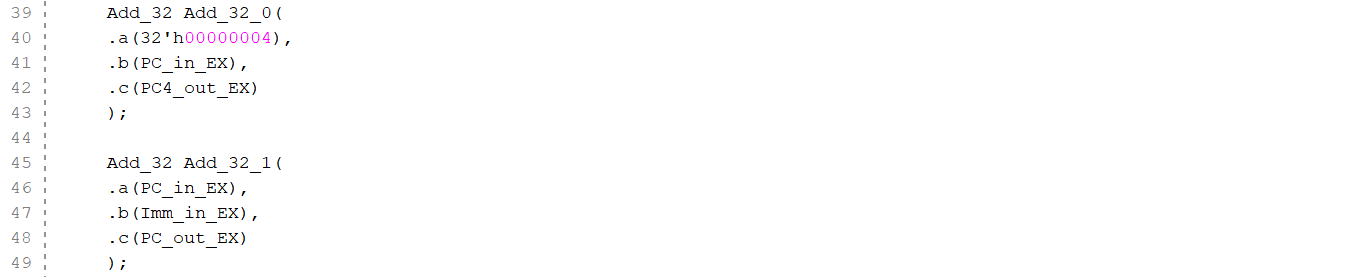 39 Add_32 Add_32_0(
40 .a(32'h00000004),
41 .b(PC_in_EX),
42 .c(PC4_out_EX)
43 );
44
45 Add_32 Add_32_1(
46 .a(PC_in_EX),
47 .b(Imm_in_EX),
48 .c(PC_out_EX)
49 );